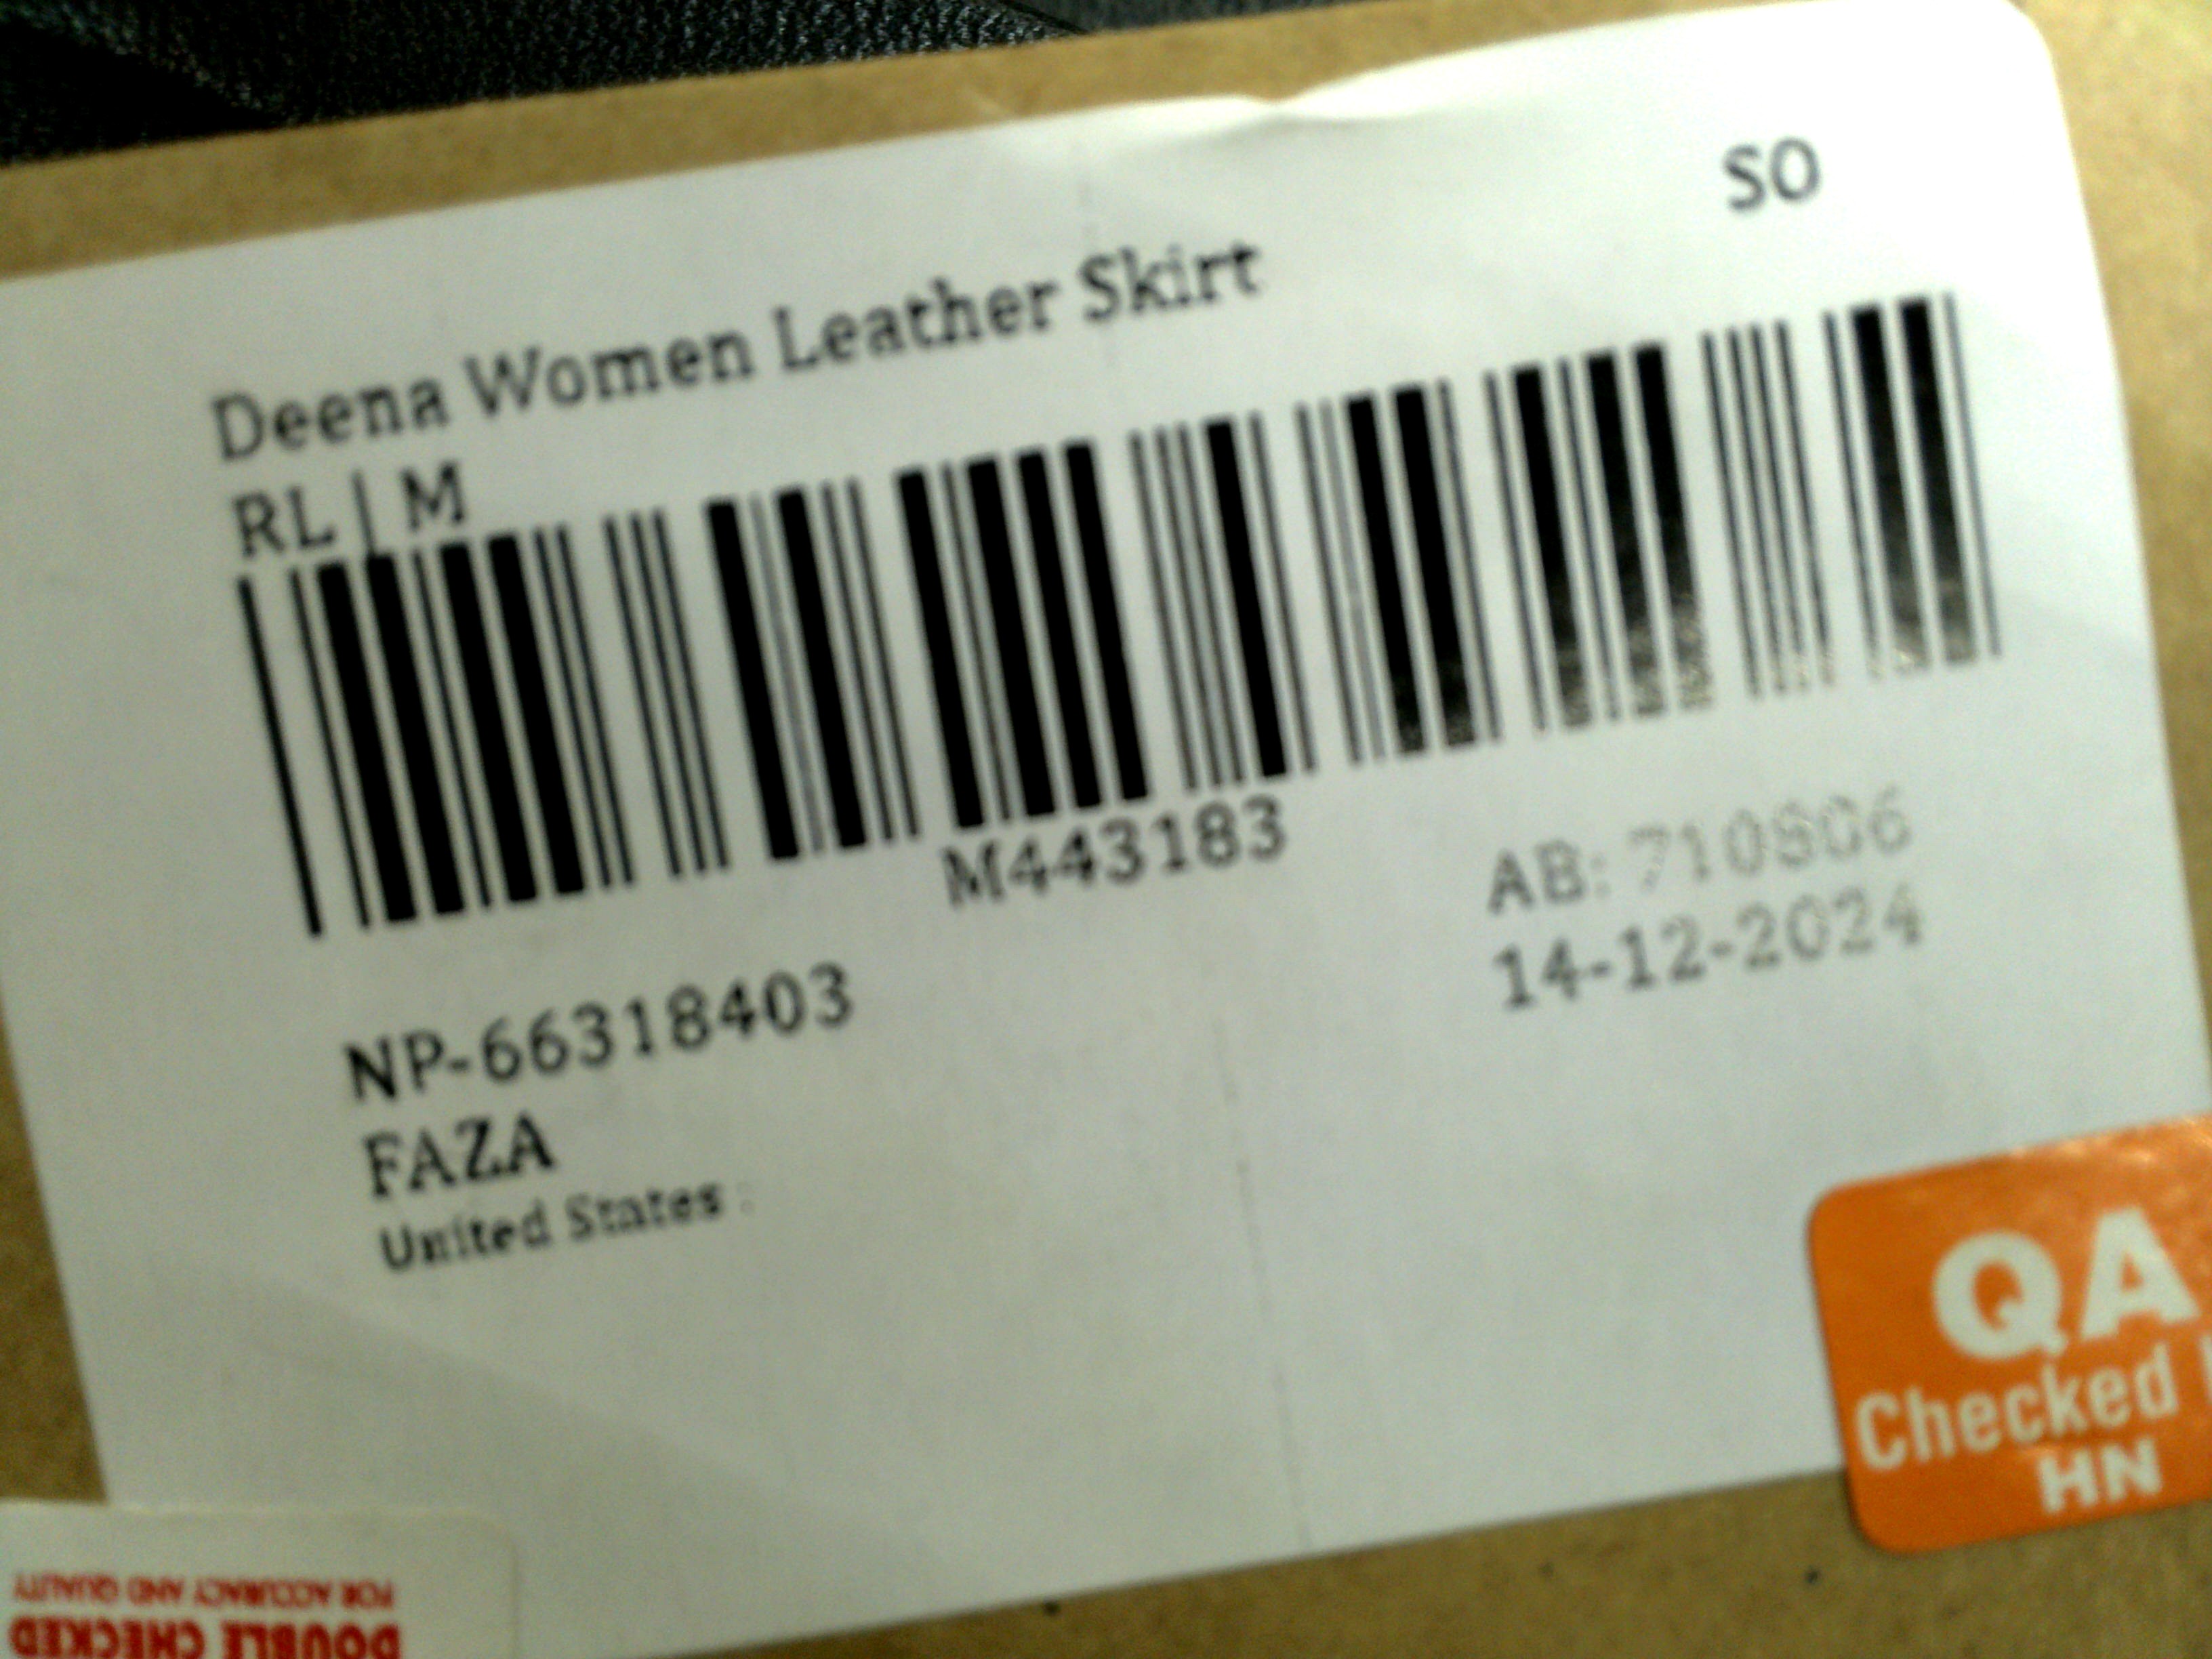 SO
Deena Women Leather Skirt
RL | M
M443183
AB: 710806
14-12-2024
NP-66318403
FAZA
United States
QA
Checked
HN
DOUBLE CHECKED
FOR ACCURACY AND QUALITY